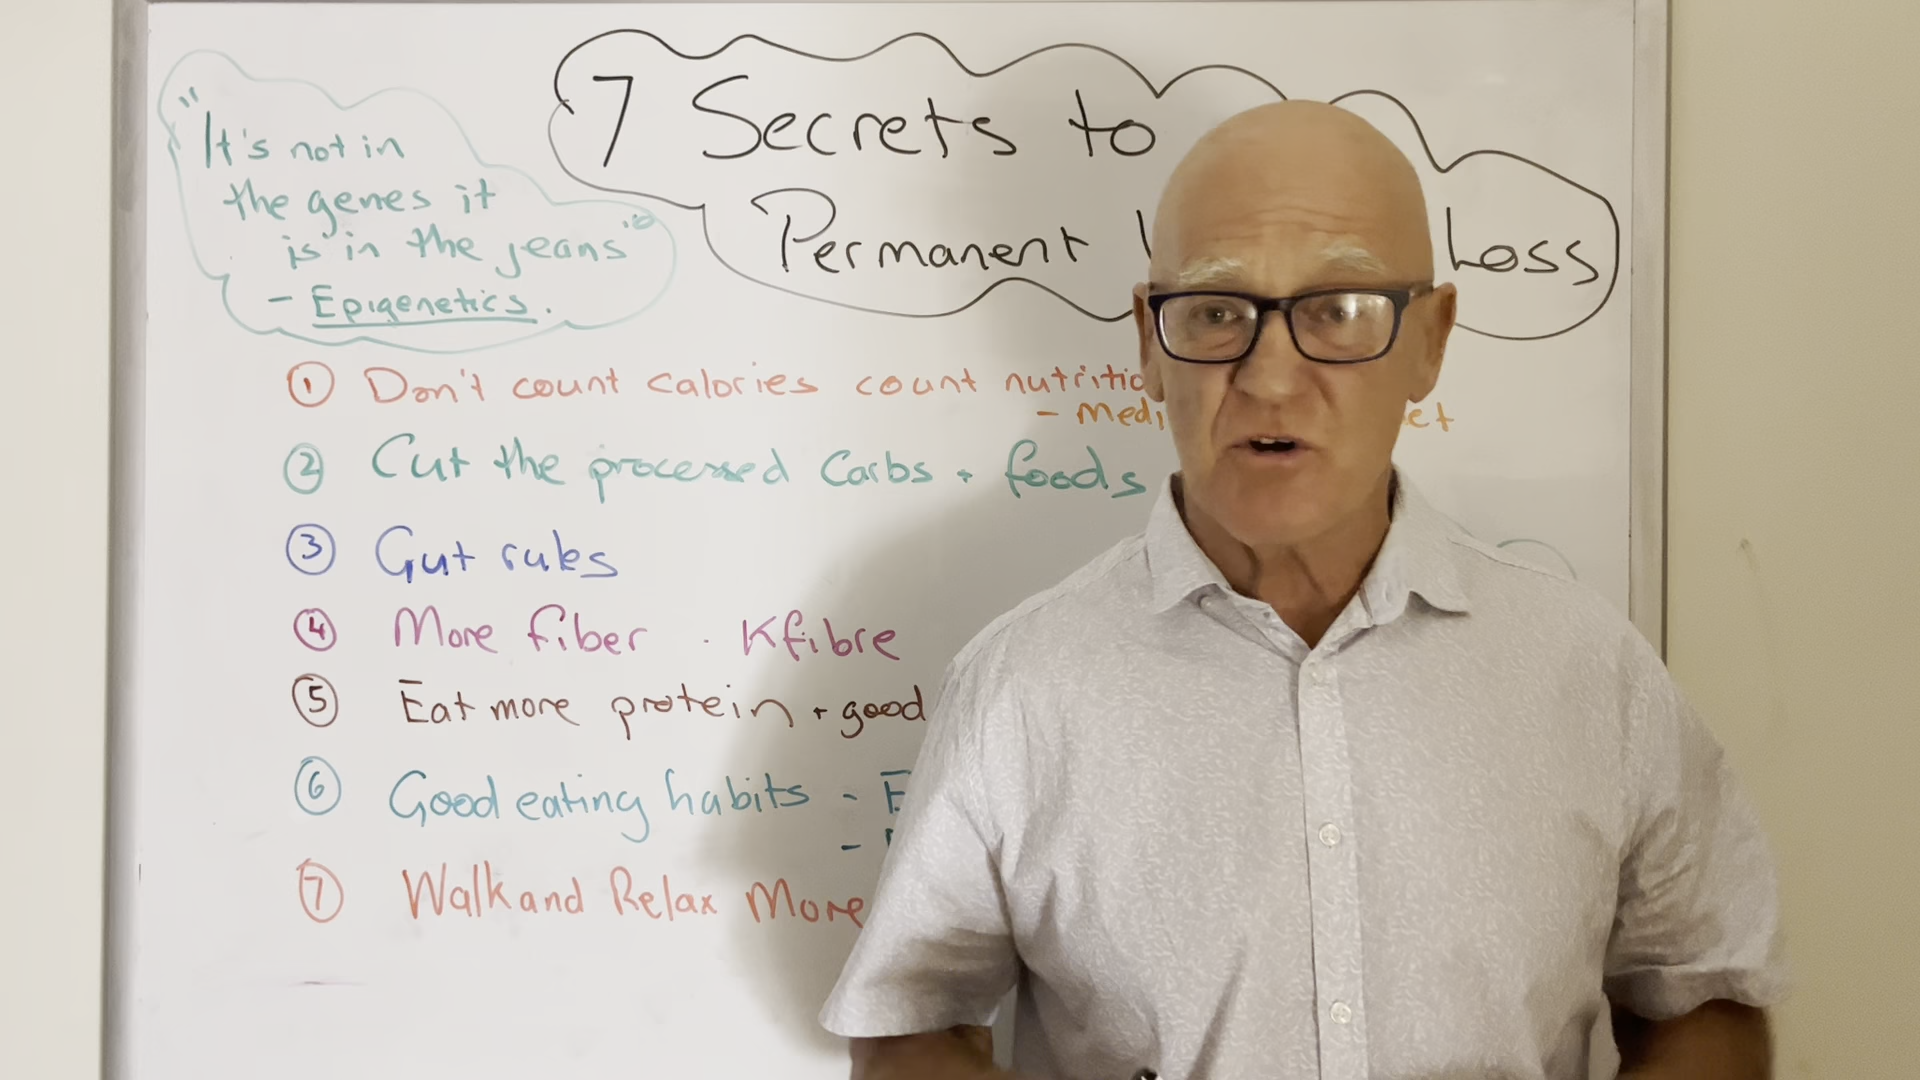 "It's not in
the genes it
is in the jeans"
- Epigenetics.
7 Secrets to
Permanent Loss
① Don't count calories count
- 
② Cut the processed Carbs + foods
③ Gut rules
④ More fiber . Kfibre
⑤ Eat more protein + good
⑥ Good eating habits -
-
⑦ Walk and Relax More